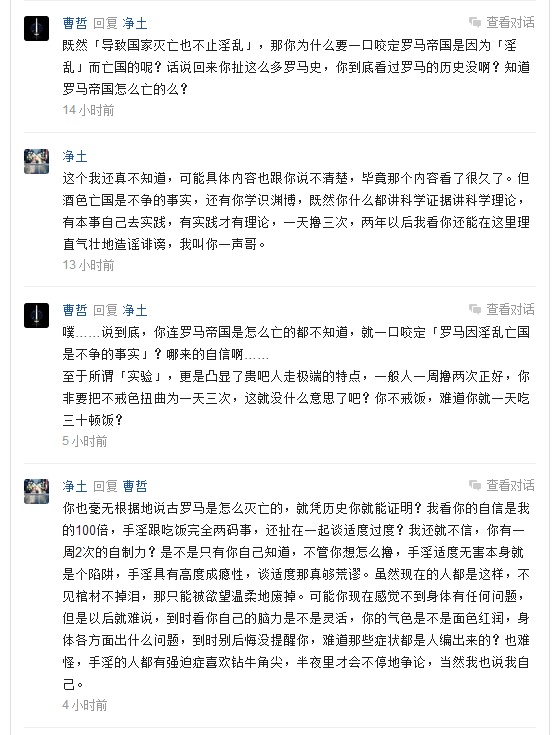 曹哲 回复 净土 查看对话
既然「导致国家灭亡也不止淫乱」，那你为什么要一口咬定罗马帝国是因为「淫
乱」而亡国的呢？话说回来你扯这么多罗马史，你到底看过罗马的历史没啊？知道
罗马帝国怎么亡的么？
14 小时前
净土
这个我还真不知道，可能具体内容也跟你说不清楚，毕竟那个内容看了很久了。但
酒色亡国是不争的事实，还有你学识渊博，既然你什么都讲科学证据讲科学理论，
有本事自己去实践，有实践才有理论，一天撸三次，两年以后我看你还能在这里理
直气壮地造谣诽谤，我叫你一声哥。
13 小时前
曹哲 回复 净土 查看对话
噗……说到底，你连罗马帝国是怎么亡的都不知道，就一口咬定「罗马因淫乱亡国
是不争的事实」？哪来的自信啊……
至于所谓「实验」，更是凸显了贵吧人走极端的特点，一般人一周撸两次正好，你
非要把不戒色扭曲为一天三次，这就没什么意思了吧？你不戒饭，难道你就一天吃
三十顿饭？
5 小时前
净土 回复 曹哲 查看对话
你也毫无根据地说古罗马是怎么灭亡的，就凭历史你就能证明？我看你的自信是我
的100倍，手淫跟吃饭完全两码事，还扯在一起谈适度过度？我还就不信，你有一
周2次的自制力？是不是只有你自己知道，不管你想怎么撸，手淫适度无害本身就
是个陷阱，手淫具有高度成瘾性，谈适度那真够荒谬。虽然现在的人都是这样，不
见棺材不掉泪，那只能被欲望温柔地废掉。可能你现在感觉不到身体有任何问题，
但是以后就难说，到时看你自己的脑力是不是灵活，你的气色是不是面色红润，身
体各方面出什么问题，到时别后悔没提醒你，难道那些症状都是人编出来的？也难
怪，手淫的人都有强迫症喜欢钻牛角尖，半夜里才会不停地争论，当然我也说我自
己。
4 小时前